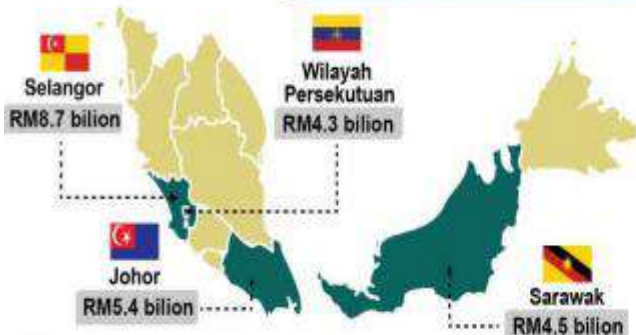 Selangor
RM8.7 bilion
Wilayah
Persekutuan
RM4.3 bilion
Johor
RM5.4 bilion
Sarawak
RM4.5 bilion